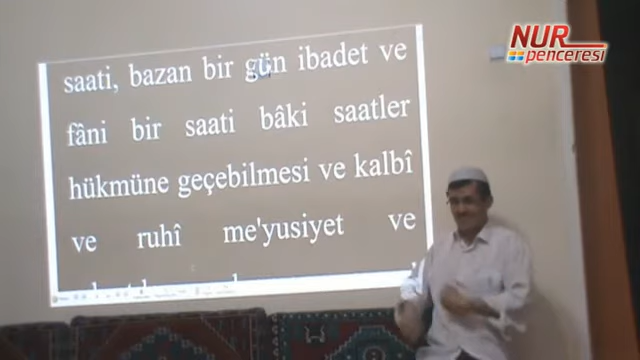 NUR
penceresi
saati, bazan bir gün ibadet ve
fâni bir saati bâki saatler
hükmüne geçebilmesi ve kalbî
ve ruhî me'yusiyet ve